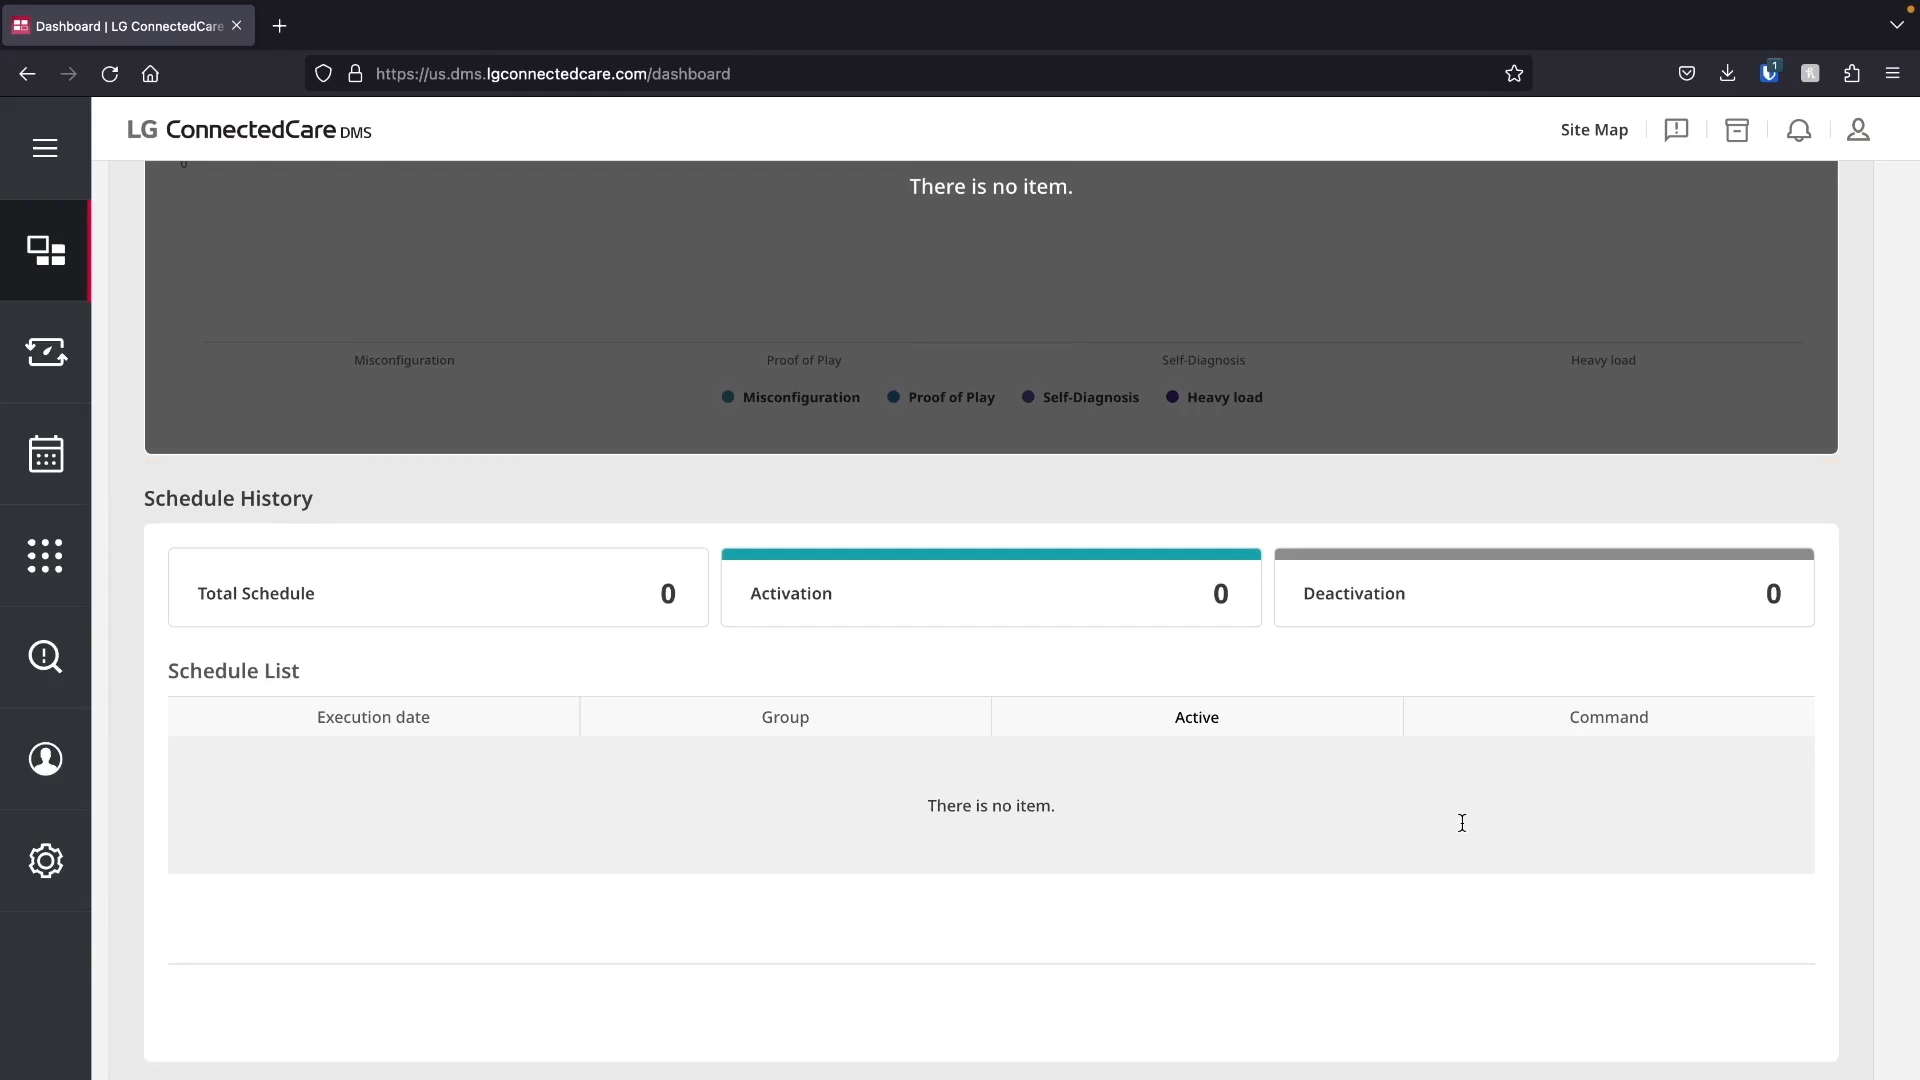 Dashboard | LG ConnectedCare
https://us.dms.lgconnectedcare.com/dashboard
1
LG ConnectedCare DMS
Site Map
0
There is no item.
Misconfiguration
Proof of Play
Self-Diagnosis
Heavy load
Misconfiguration
Proof of Play
Self-Diagnosis
Heavy load
Schedule History
Total Schedule
0
Activation
0
Deactivation
0
Schedule List
Execution date
Group
Active
Command
There is no item.